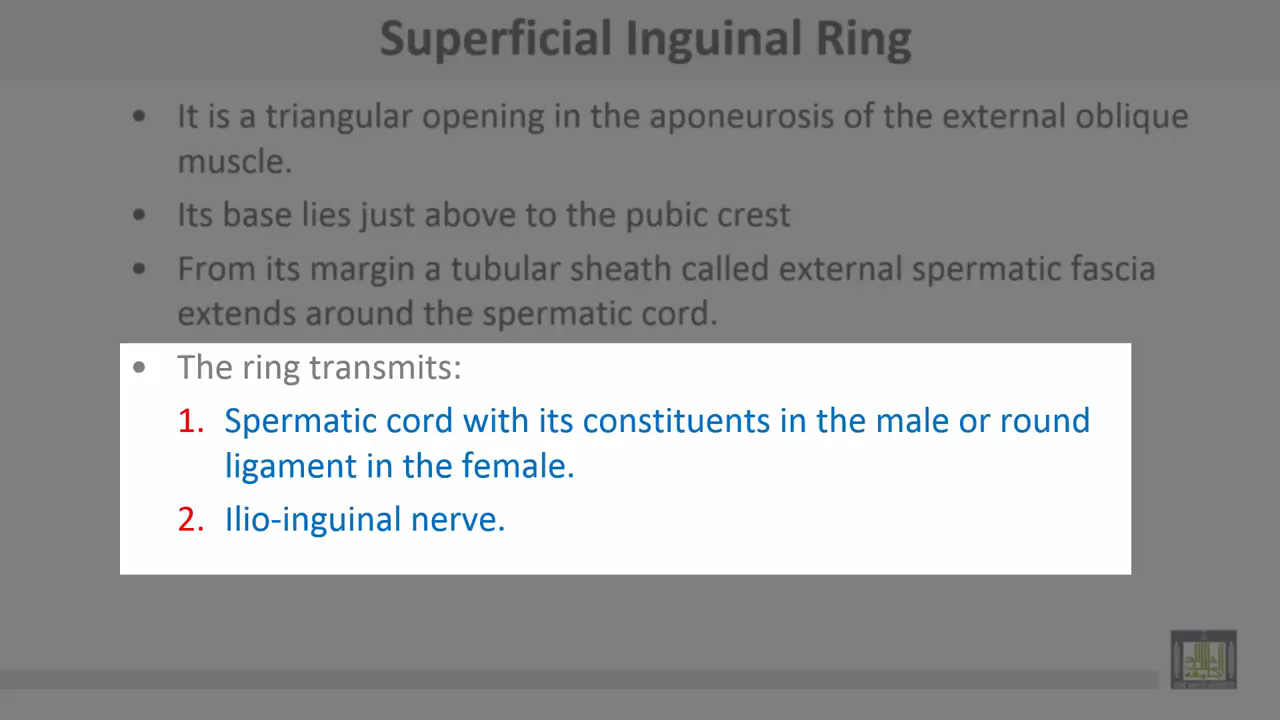 Superficial Inguinal Ring
• It is a triangular opening in the aponeurosis of the external oblique
muscle.
• Its base lies just above to the pubic crest
• From its margin a tubular sheath called external spermatic fascia
extends around the spermatic cord.
• The ring transmits:
1. Spermatic cord with its constituents in the male or round
ligament in the female.
2. Ilio-inguinal nerve.